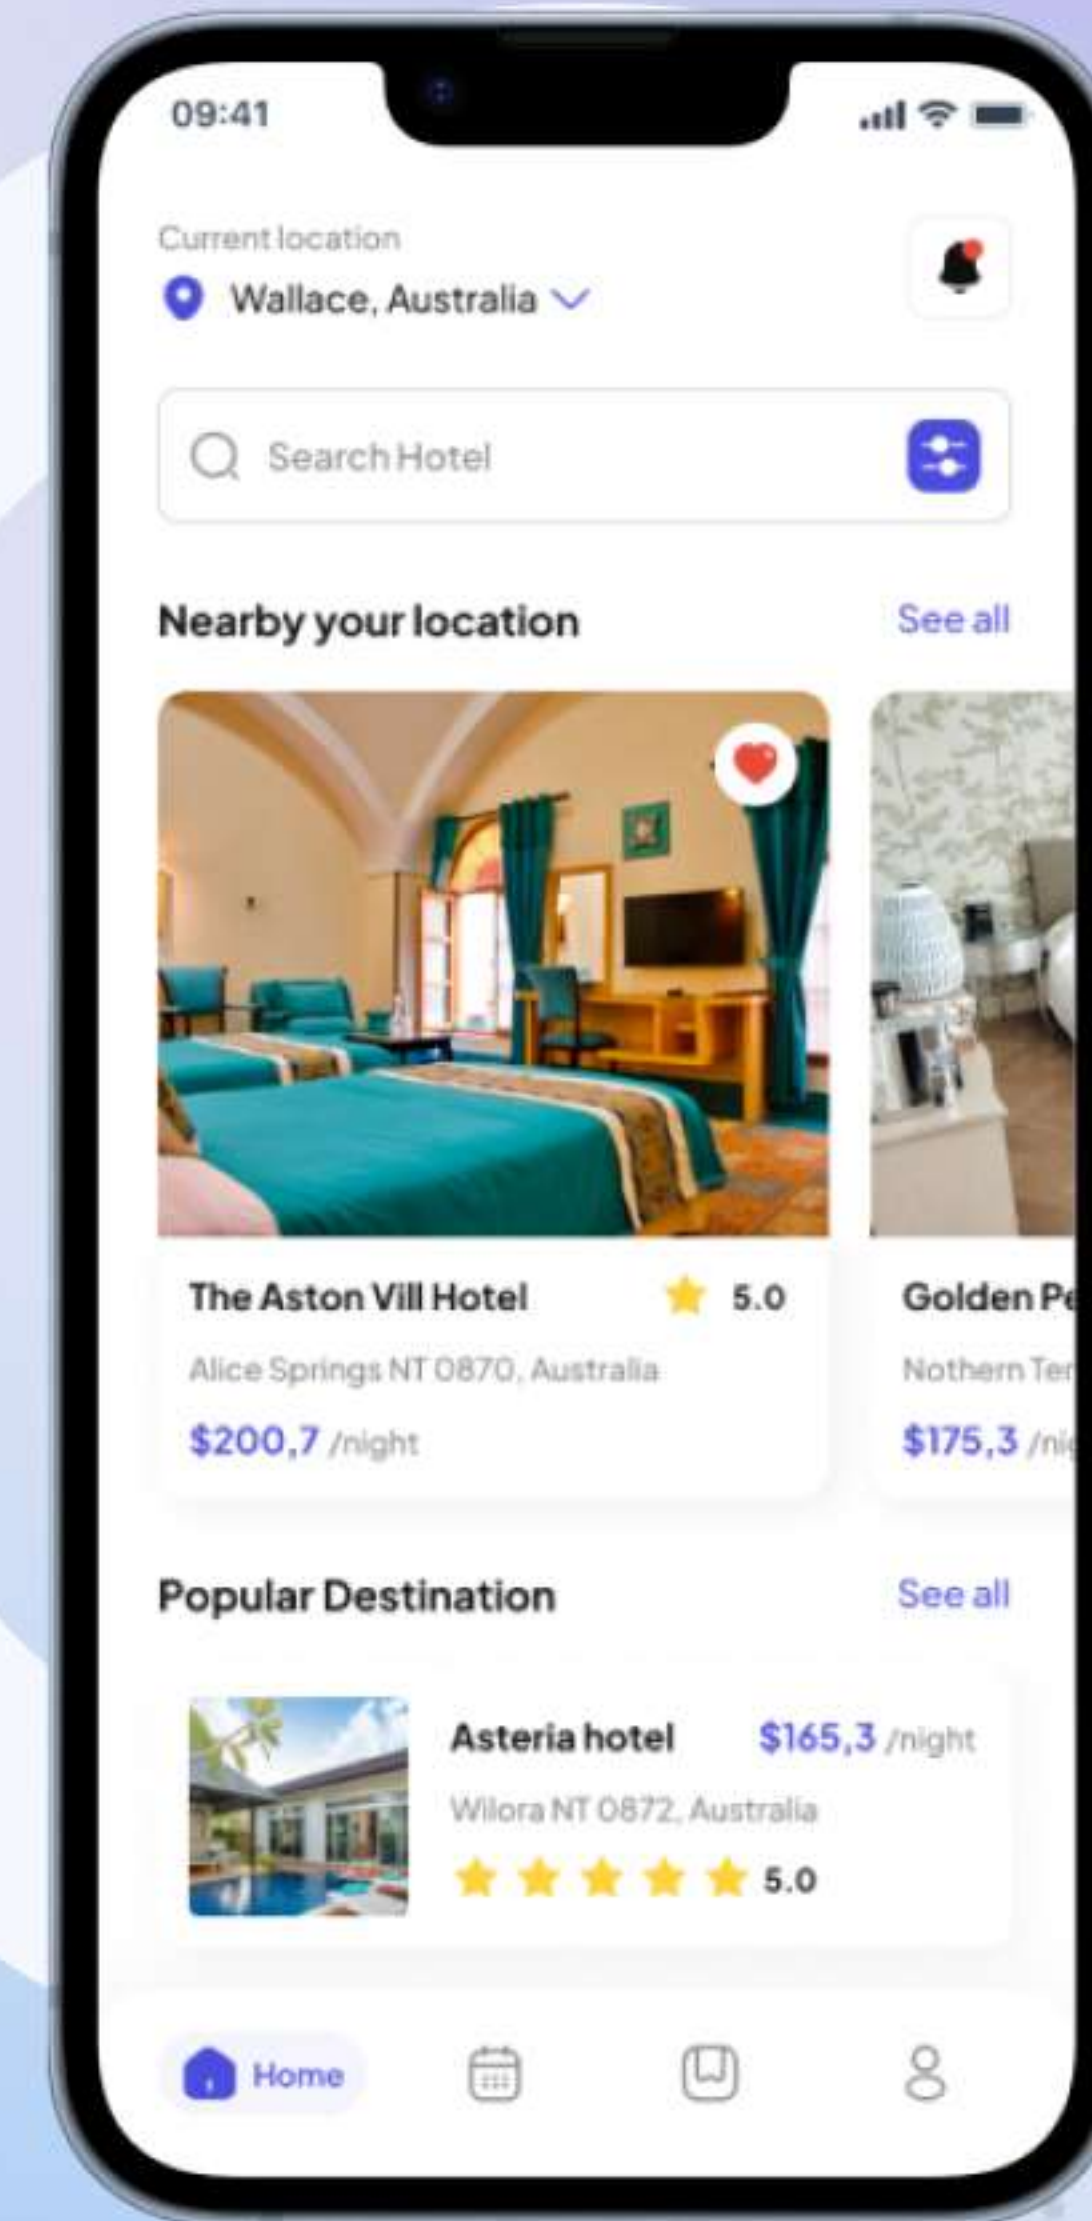 09:41
Current location
Wallace, Australia
Search Hotel
Nearby your location
See all
The Aston Vill Hotel
5.0
Alice Springs NT 0870, Australia
$200,7 /night
Golden
Nothern
$175,3
Popular Destination
See all
Asteria hotel
$165,3 /night
Wilora NT 0872, Australia
5.0
Home